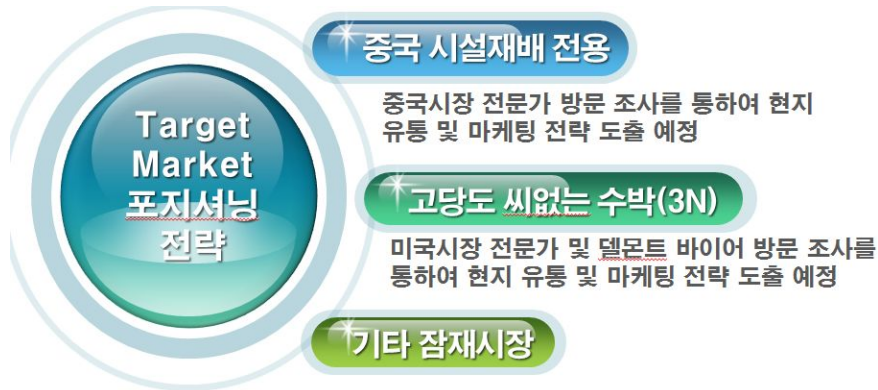 Target
Market
포지셔닝
전략
중국 시설재배 전용
중국시장 전문가 방문 조사를 통하여 현지
유통 및 마케팅 전략 도출 예정
고당도 씨없는 수박(3N)
미국시장 전문가 및 델몬트 바이어 방문 조사를
통하여 현지 유통 및 마케팅 전략 도출 예정
기타 잠재시장